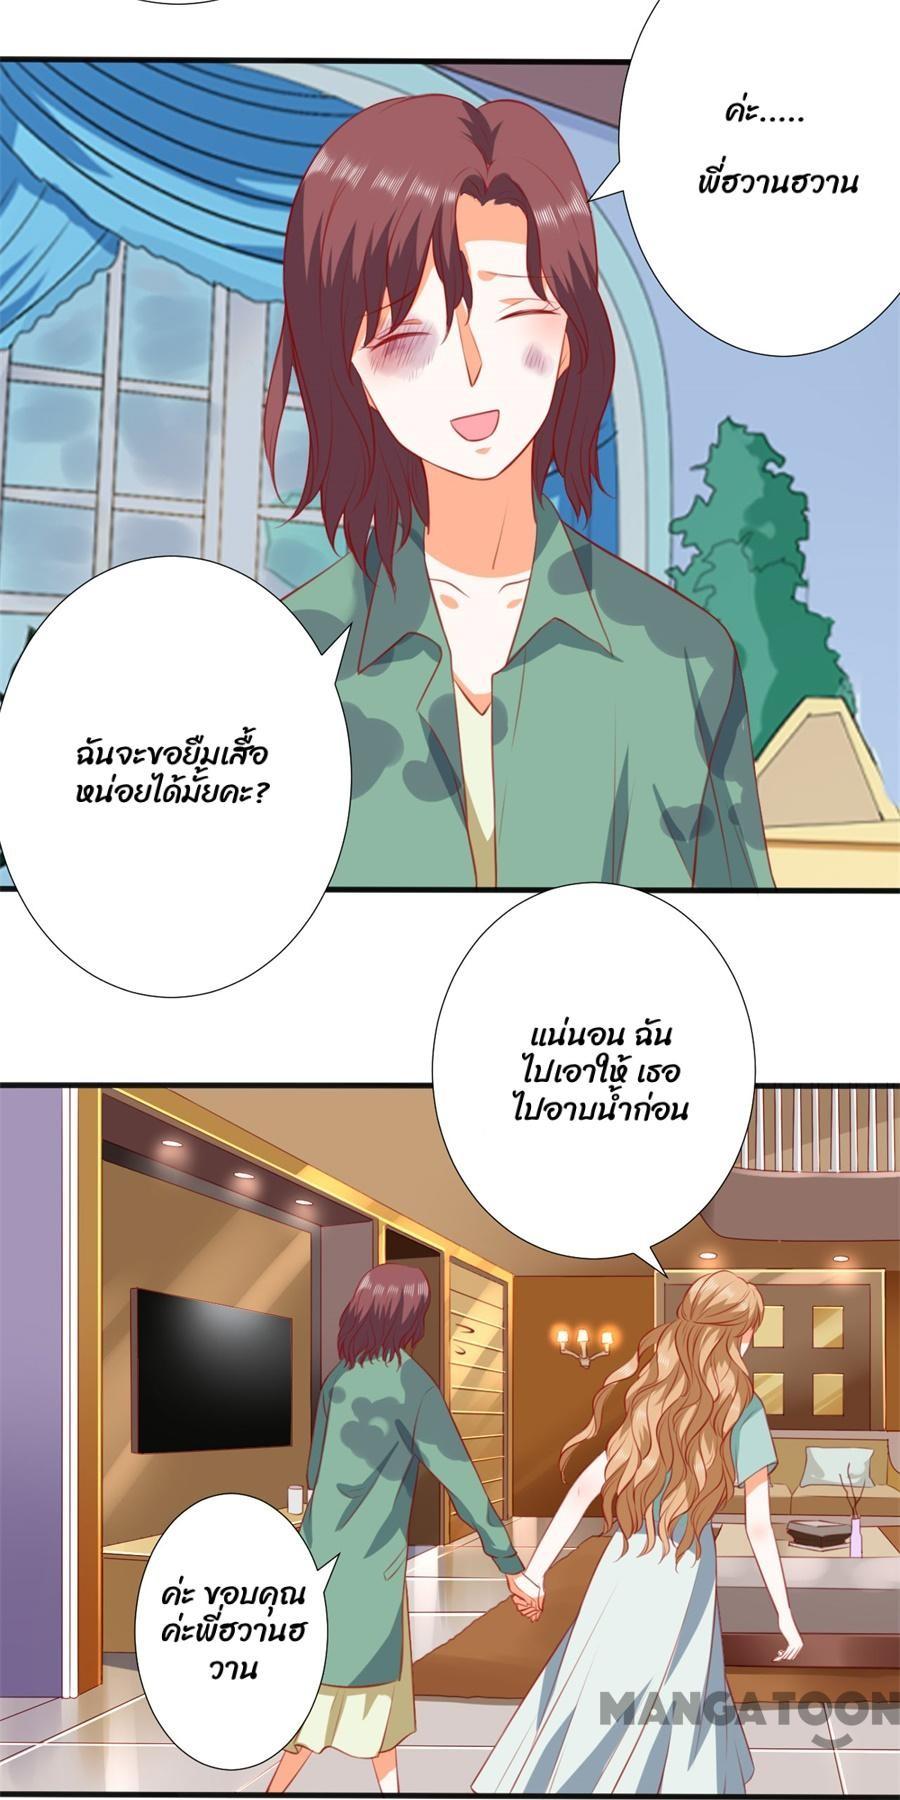 ค่ะ.....
พี่ฮวานฮวาน
ฉันจะขอยืมเสื้อ
หน่อยได้มั้ยคะ?
แน่นอน ฉัน
ไปเอาให้ เธอ
ไปอาบน้ำก่อน
ค่ะ ขอบคุณ
ค่ะพี่ฮวานฮ
วาน
MANGATOON